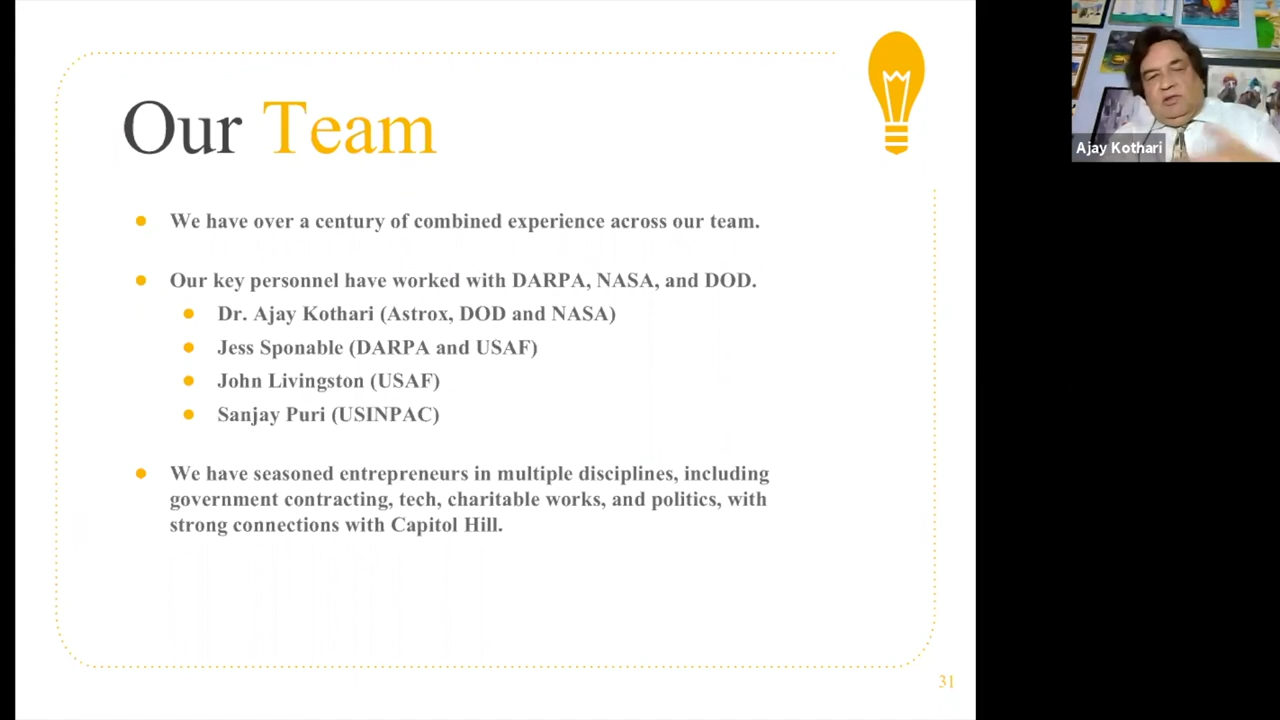 Our Team
We have over a century of combined experience across our team.
Our key personnel have worked with DARPA, NASA, and DOD.
Dr. Ajay Kothari (Astrox, DOD and NASA)
Jess Sponable (DARPA and USAF)
John Livingston (USAF)
Sanjay Puri (USINPAC)
We have seasoned entrepreneurs in multiple disciplines, including
government contracting, tech, charitable works, and politics, with
strong connections with Capitol Hill.
31
Ajay Kothari